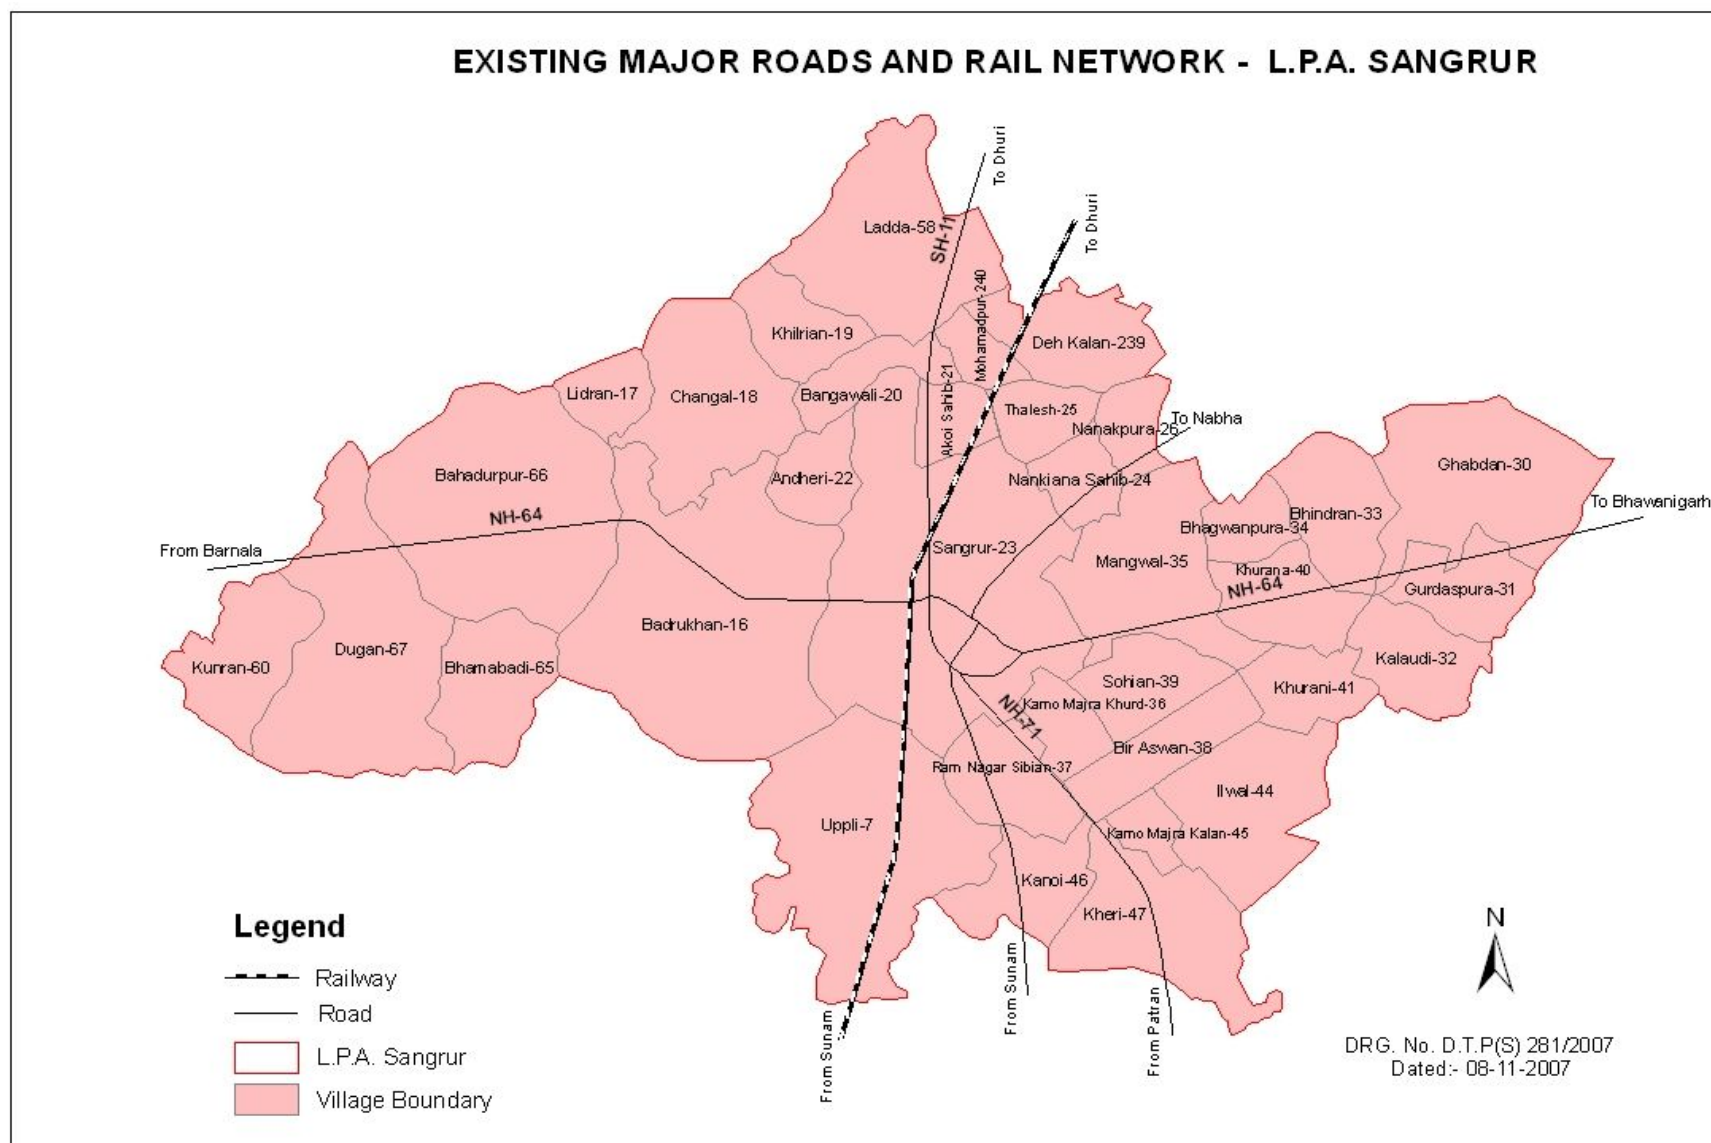 EXISTING MAJOR ROADS AND RAIL NETWORK - L.P.A. SANGRUR
To Dhuri
To Dhuri
Ladda-58
SH-11
Mohamadpur-240
Khilrian-19
Deh Kalan-239
Lidran-17
Changal-18
Bangawali-20
Akoi Sahib-21
Thalesh-25
Nanakpura-26
To Nabha
Bahadurpur-66
Andheri-22
Nankiana Sahib-24
Ghabdan-30
To Bhawanigarh
NH-64
Bhindran-33
Bhagwanpura-34
From Barnala
Sangrur-23
Mangwal-35
Khurana-40
NH-64
Gurdaspura-31
Badrukhan-16
Dugan-67
Kunran-60
Bhamabadi-65
Kalaudi-32
Sohian-39
Khurani-41
Kamo Majra Khurd-36
NH-71
Bir Aswan-38
Ram Nagar Sibian-37
Ilwal-44
Uppli-7
Kamo Majra Kalan-45
Kanoi-46
Kheri-47
From Sunam
From Sunam
From Patran
Legend
Railway
Road
L.P.A. Sangrur
Village Boundary
N
DRG. No. D.T.P(S) 281/2007
Dated:- 08-11-2007